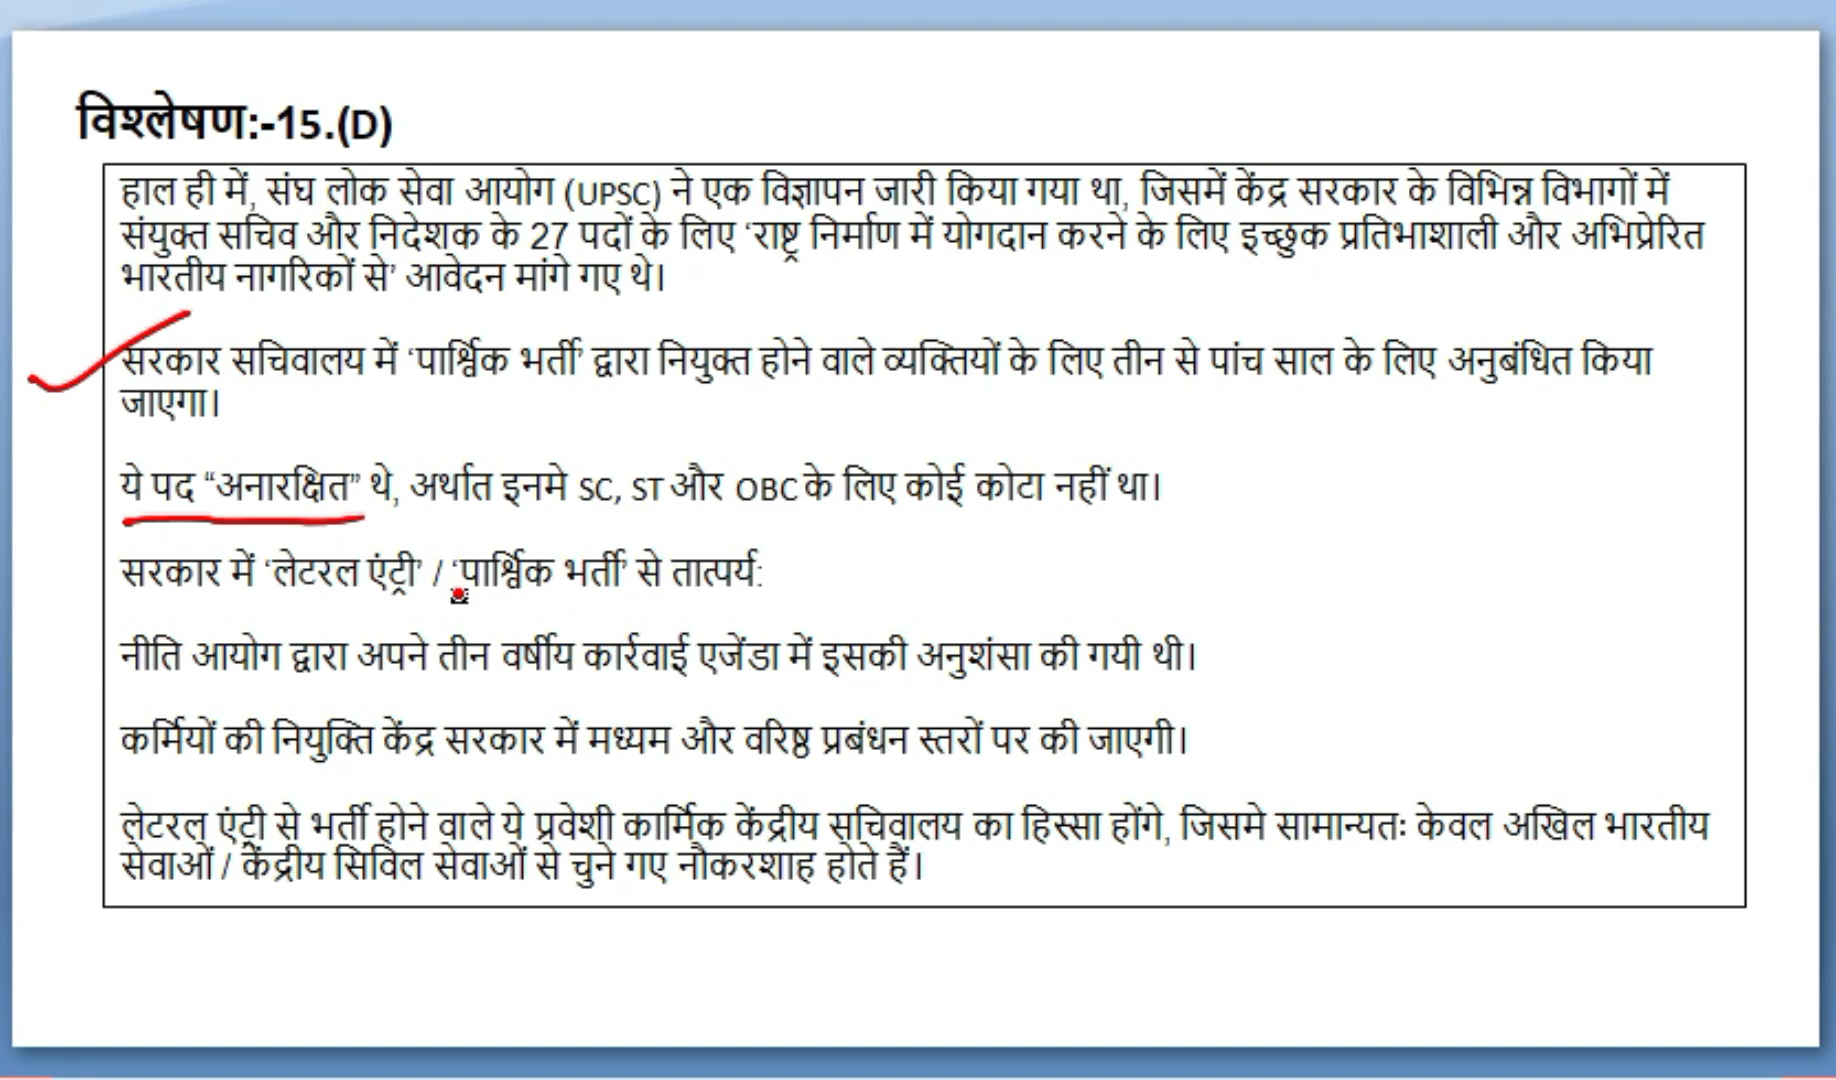 विश्लेषण:-15.(D)
हाल ही में, संघ लोक सेवा आयोग (UPSC) ने एक विज्ञापन जारी किया गया था, जिसमें केंद्र सरकार के विभिन्न विभागों में
संयुक्त सचिव और निदेशक के 27 पदों के लिए ‘राष्ट्र निर्माण में योगदान करने के लिए इच्छुक प्रतिभाशाली और अभिप्रेरित
भारतीय नागरिकों से’ आवेदन मांगे गए थे।
सरकार सचिवालय में ‘पार्श्विक भर्ती’ द्वारा नियुक्त होने वाले व्यक्तियों के लिए तीन से पांच साल के लिए अनुबंधित किया
जाएगा।
ये पद “अनारक्षित” थे, अर्थात इनमे SC, ST और OBC के लिए कोई कोटा नहीं था।
सरकार में ‘लेटरल एंट्री’ / ‘पार्श्विक भर्ती’ से तात्पर्य:
नीति आयोग द्वारा अपने तीन वर्षीय कार्रवाई एजेंडा में इसकी अनुशंसा की गयी थी।
कर्मियों की नियुक्ति केंद्र सरकार में मध्यम और वरिष्ठ प्रबंधन स्तरों पर की जाएगी।
लेटरल एंट्री से भर्ती होने वाले ये प्रवेशी कार्मिक केंद्रीय सचिवालय का हिस्सा होंगे, जिसमे सामान्यतः केवल अखिल भारतीय
सेवाओं / केंद्रीय सिविल सेवाओं से चुने गए नौकरशाह होते हैं।